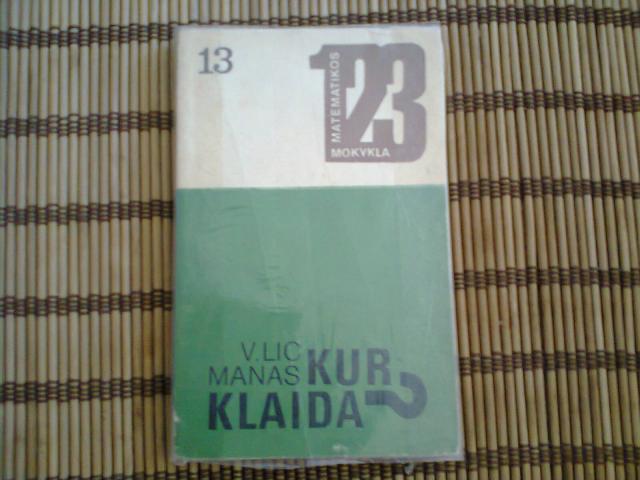 13
123
MATEMATIKOS
MOKYKLA
V.LIC
MANAS KUR
KLAIDA?